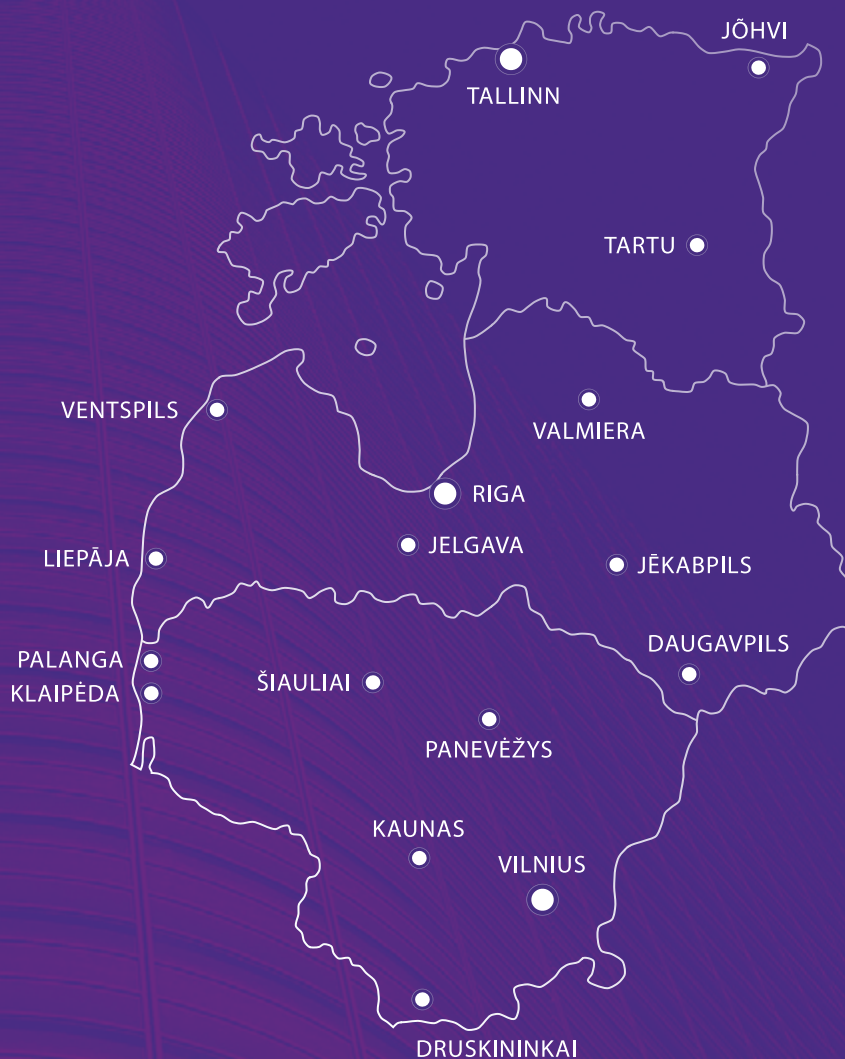 JÕHVI
TALLINN
TARTU
VENTSPILS
VALMIERA
RIGA
JELGAVA
LIEPĀJA
JĒKABPILS
DAUGAVPILS
PALANGA
ŠIAULIAI
KLAIPĖDA
PANEVĖŽYS
KAUNAS
VILNIUS
DRUSKININKAI